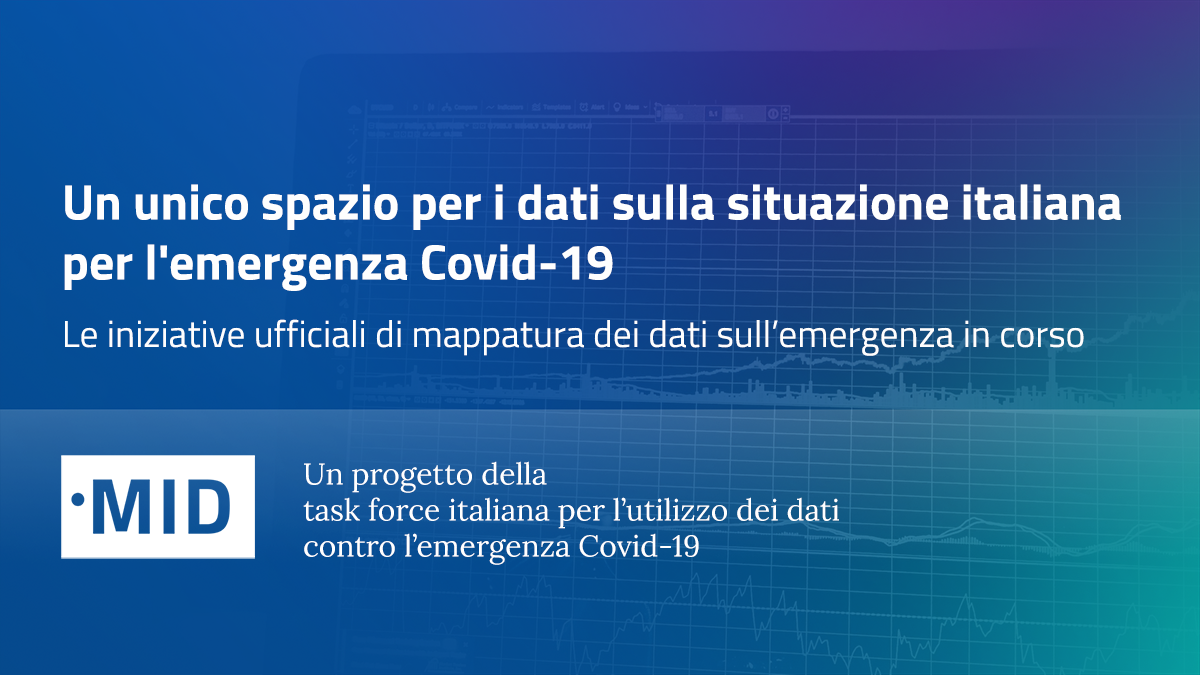 Un unico spazio per i dati sulla situazione italiana
per l'emergenza Covid-19
Le iniziative ufficiali di mappatura dei dati sull’emergenza in corso
•MID
Un progetto della
task force italiana per l’utilizzo dei dati
contro l’emergenza Covid-19